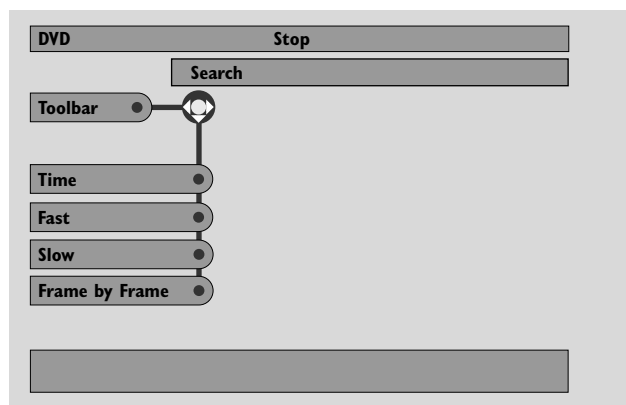 DVD Stop
Search
Toolbar
Time
Fast
Slow
Frame by Frame